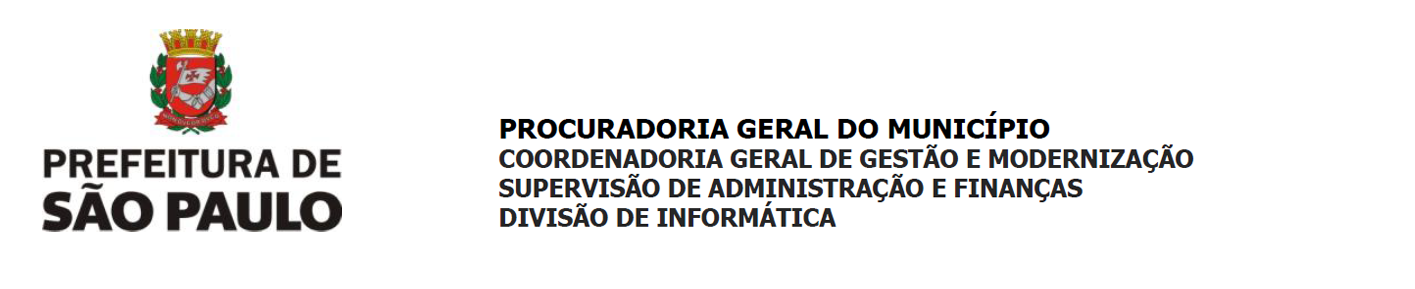 PREFEITURA DE
SÃO PAULO
PROCURADORIA GERAL DO MUNICÍPIO
COORDENADORIA GERAL DE GESTÃO E MODERNIZAÇÃO
SUPERVISÃO DE ADMINISTRAÇÃO E FINANÇAS
DIVISÃO DE INFORMÁTICA